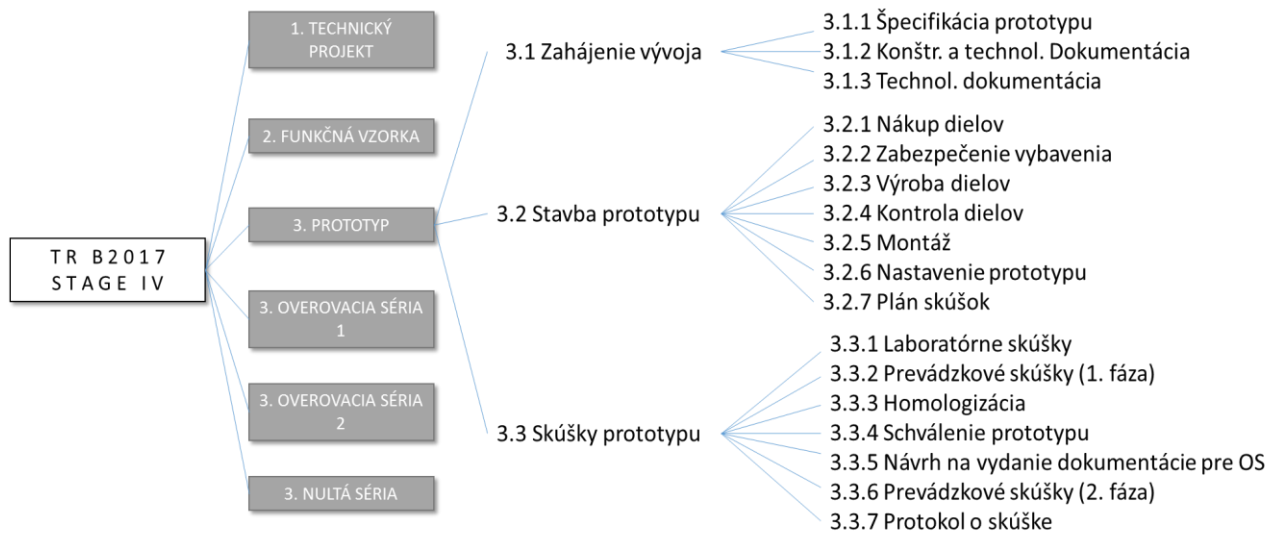 TR B2017
STAGE IV
1. TECHNICKÝ
PROJEKT
2. FUNKČNÁ VZORKA
3. PROTOTYP
3. OVEROVACIA SÉRIA
1
3. OVEROVACIA SÉRIA
2
3. NULTÁ SÉRIA
3.1 Zahájenie vývoja
3.1.1 Špecifikácia prototypu
3.1.2 Konštr. a technol. Dokumentácia
3.1.3 Technol. dokumentácia
3.2 Stavba prototypu
3.2.1 Nákup dielov
3.2.2 Zabezpečenie vybavenia
3.2.3 Výroba dielov
3.2.4 Kontrola dielov
3.2.5 Montáž
3.2.6 Nastavenie prototypu
3.2.7 Plán skúšok
3.3 Skúšky prototypu
3.3.1 Laboratórne skúšky
3.3.2 Prevádzkové skúšky (1. fáza)
3.3.3 Homologizácia
3.3.4 Schválenie prototypu
3.3.5 Návrh na vydanie dokumentácie pre OS
3.3.6 Prevádzkové skúšky (2. fáza)
3.3.7 Protokol o skúške